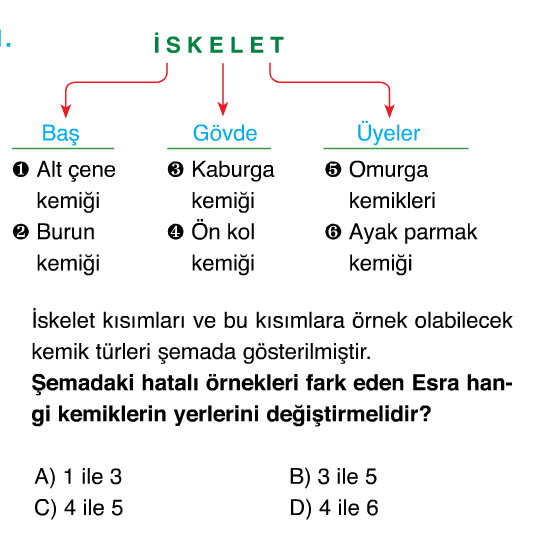 İSKELET
Baş
Gövde
Üyeler
❶ Alt çene
kemiği
❷ Burun
kemiği
❸ Kaburga
kemiği
❹ Ön kol
kemiği
❺ Omurga
kemikleri
❻ Ayak parmak
kemiği
İskelet kısımları ve bu kısımlara örnek olabilecek
kemik türleri şemada gösterilmiştir.
Şemadaki hatalı örnekleri fark eden Esra han-
gi kemiklerin yerlerini değiştirmelidir?
A) 1 ile 3
B) 3 ile 5
C) 4 ile 5
D) 4 ile 6